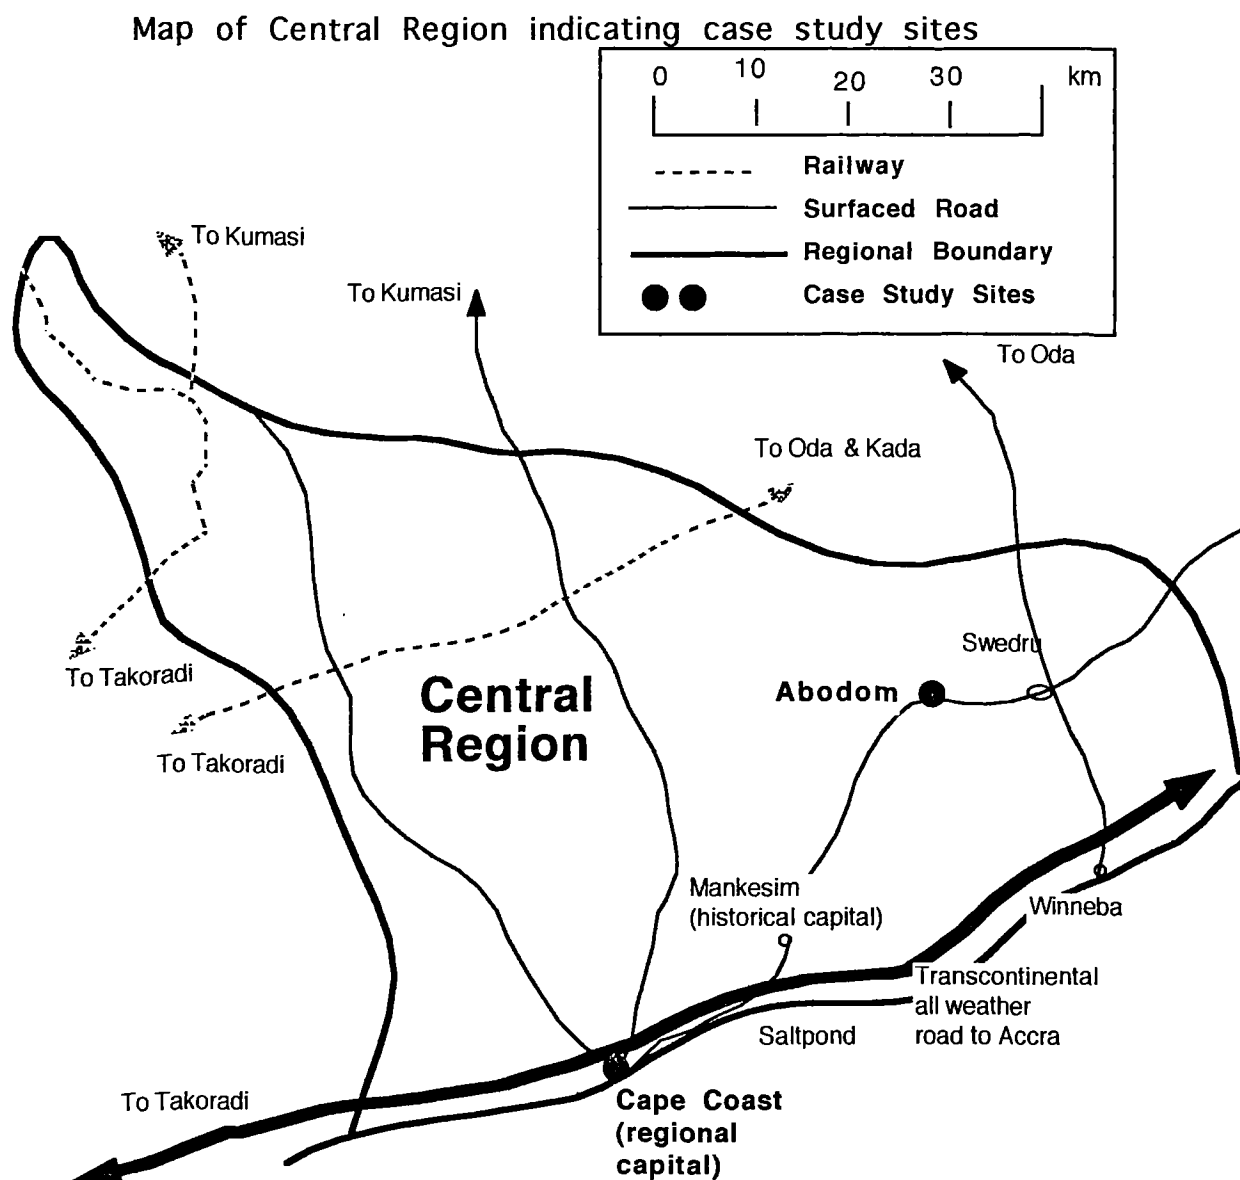 Map of Central Region indicating case study sites
0 10 20 30 km
Railway
Surfaced Road
Regional Boundary
Case Study Sites
To Kumasi
To Kumasi
To Oda
To Oda & Kada
Swedru
To Takoradi
Abodom
Central
Region
To Takoradi
Mankesim
(historical capital)
Winneba
Transcontinental
all weather
road to Accra
Saltpond
To Takoradi
Cape Coast
(regional
capital)